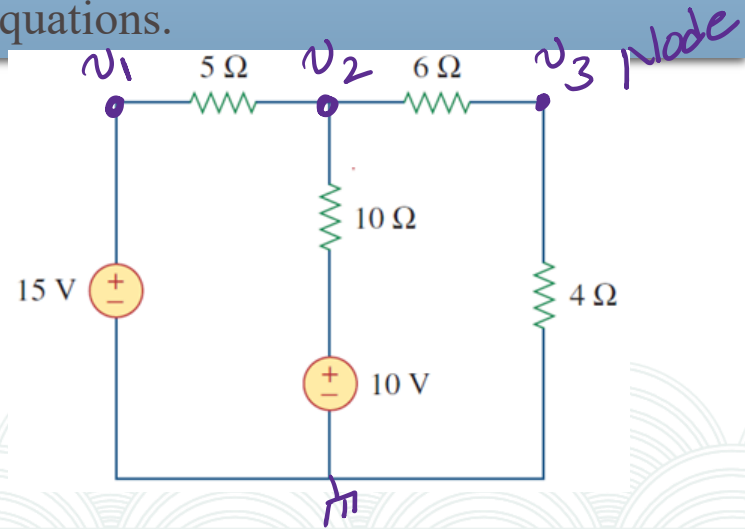 quations.
v1 5 Ω v2 6 Ω v3 Node
10 Ω
15 V + −
4 Ω
+ − 10 V